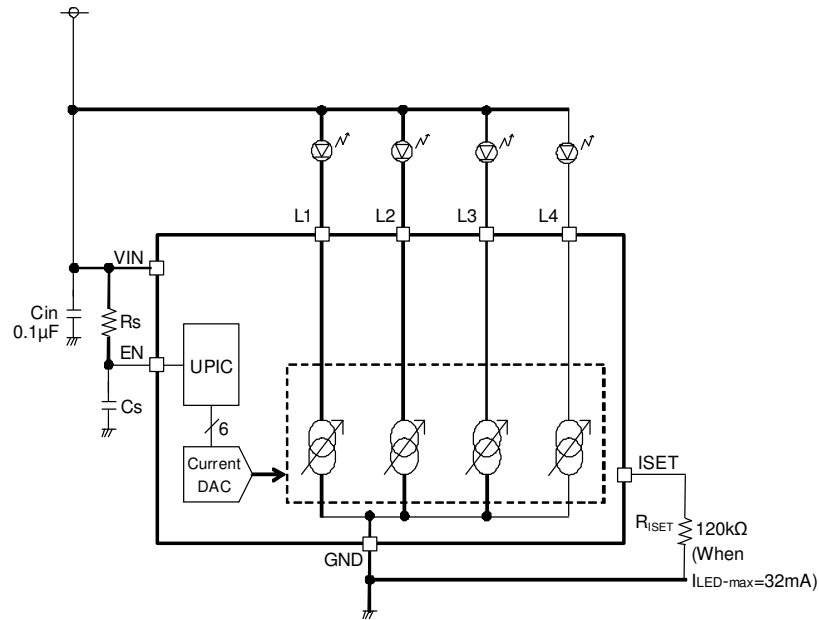 L1
L2
L3
L4
VIN
Cin
0.1µF
Rs
EN
UPIC
Cs
6
Current
DAC
ISET
RISET
120kΩ
(When
ILED-max=32mA)
GND